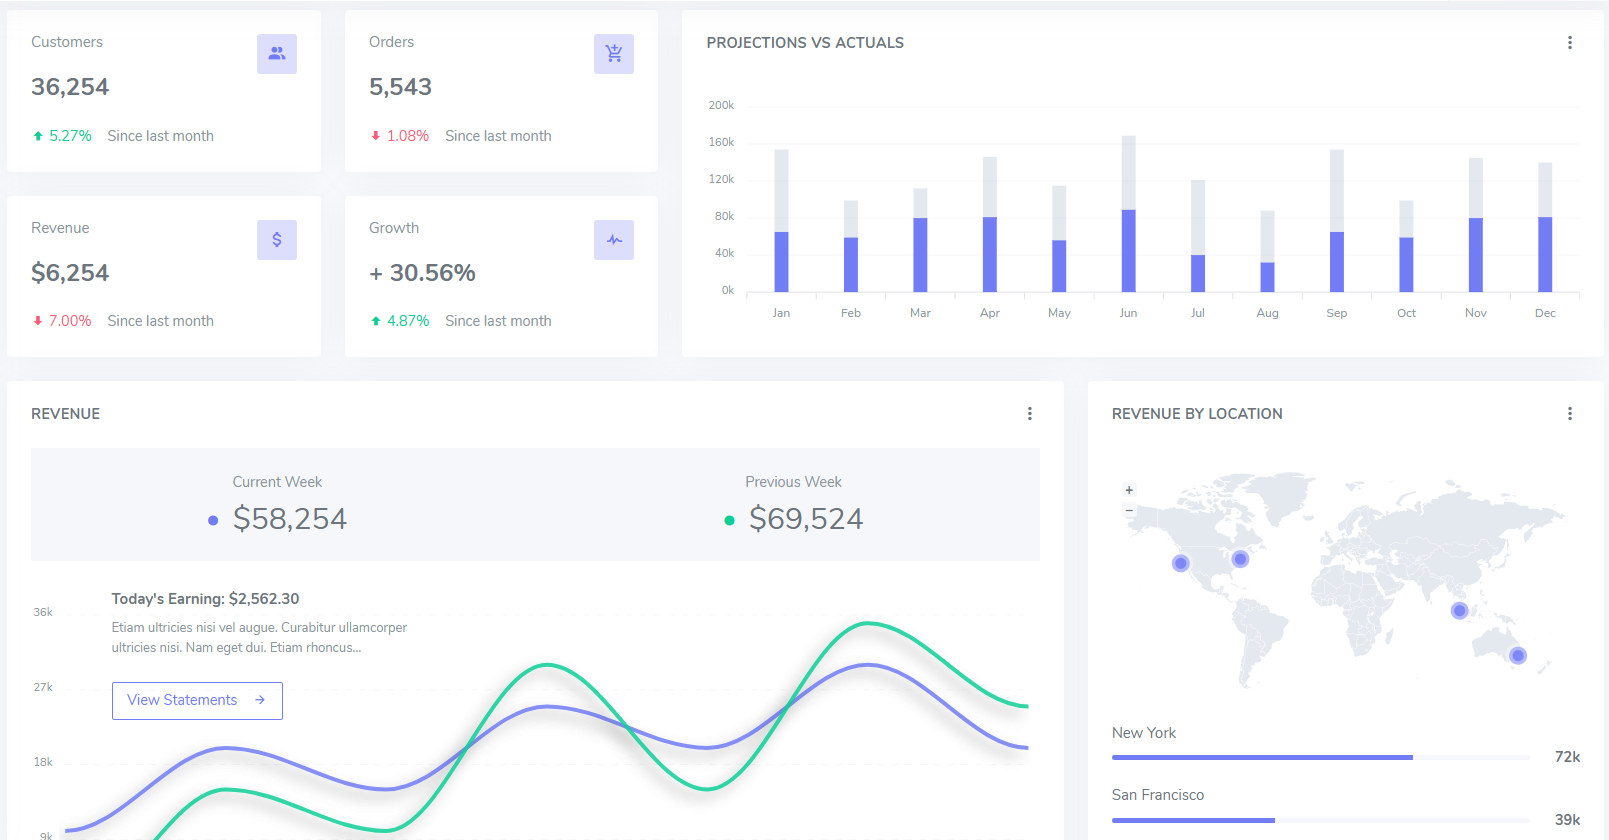 Customers
36,254
5.27% Since last month
Orders
5,543
1.08% Since last month
Revenue
$6,254
7.00% Since last month
Growth
+ 30.56%
4.87% Since last month
PROJECTIONS VS ACTUALS
200k
160k
120k
80k
40k
0k
Jan Feb Mar Apr May Jun Jul Aug Sep Oct Nov Dec
REVENUE
Current Week
$58,254
Previous Week
$69,524
Today's Earning: $2,562.30
Etiam ultricies nisi vel augue. Curabitur ullamcorper
ultricies nisi. Nam eget dui. Etiam rhoncus...
View Statements →
36k
27k
18k
9k
REVENUE BY LOCATION
+
−
New York
72k
San Francisco
39k